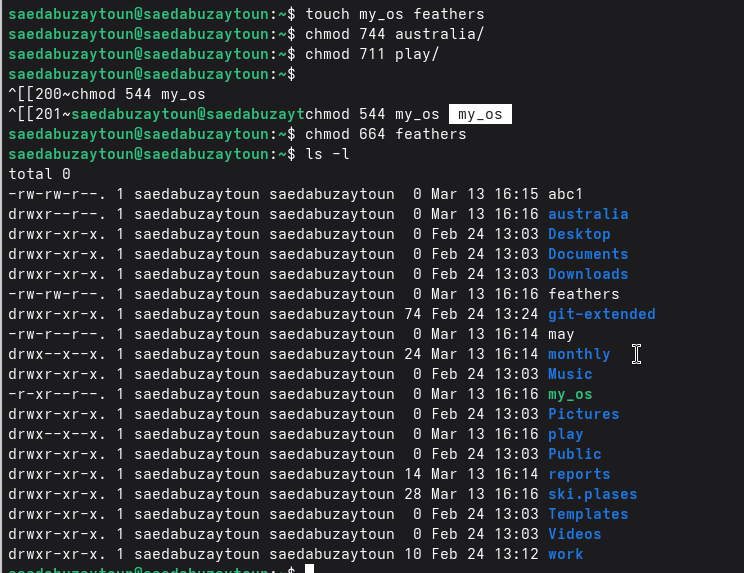 saedabuzaytoun@saedabuzaytoun:~$ touch my_os feathers
saedabuzaytoun@saedabuzaytoun:~$ chmod 744 australia/
saedabuzaytoun@saedabuzaytoun:~$ chmod 711 play/
saedabuzaytoun@saedabuzaytoun:~$
^[[200~chmod 544 my_os
^[[201~saedabuzaytoun@saedabuzaytchmod 544 my_os my_os
saedabuzaytoun@saedabuzaytoun:~$ chmod 664 feathers
saedabuzaytoun@saedabuzaytoun:~$ ls -l
total 0
-rw-rw-r--. 1 saedabuzaytoun saedabuzaytoun  0 Mar 13 16:15 abc1
drwxr--r--. 1 saedabuzaytoun saedabuzaytoun  0 Mar 13 16:16 australia
drwxr-xr-x. 1 saedabuzaytoun saedabuzaytoun  0 Feb 24 13:03 Desktop
drwxr-xr-x. 1 saedabuzaytoun saedabuzaytoun  0 Feb 24 13:03 Documents
drwxr-xr-x. 1 saedabuzaytoun saedabuzaytoun  0 Feb 24 13:03 Downloads
-rw-rw-r--. 1 saedabuzaytoun saedabuzaytoun  0 Mar 13 16:16 feathers
drwxr-xr-x. 1 saedabuzaytoun saedabuzaytoun 74 Feb 24 13:24 git-extended
-rw-r--r--. 1 saedabuzaytoun saedabuzaytoun  0 Mar 13 16:14 may
drwx--x--x. 1 saedabuzaytoun saedabuzaytoun 24 Mar 13 16:14 monthly
drwxr-xr-x. 1 saedabuzaytoun saedabuzaytoun  0 Feb 24 13:03 Music
-r-xr--r--. 1 saedabuzaytoun saedabuzaytoun  0 Mar 13 16:16 my_os
drwxr-xr-x. 1 saedabuzaytoun saedabuzaytoun  0 Feb 24 13:03 Pictures
drwx--x--x. 1 saedabuzaytoun saedabuzaytoun  0 Mar 13 16:16 play
drwxr-xr-x. 1 saedabuzaytoun saedabuzaytoun  0 Feb 24 13:03 Public
drwxr-xr-x. 1 saedabuzaytoun saedabuzaytoun 14 Mar 13 16:14 reports
drwxr-xr-x. 1 saedabuzaytoun saedabuzaytoun 28 Mar 13 16:16 ski.plases
drwxr-xr-x. 1 saedabuzaytoun saedabuzaytoun  0 Feb 24 13:03 Templates
drwxr-xr-x. 1 saedabuzaytoun saedabuzaytoun  0 Feb 24 13:03 Videos
drwxr-xr-x. 1 saedabuzaytoun saedabuzaytoun 10 Feb 24 13:12 work